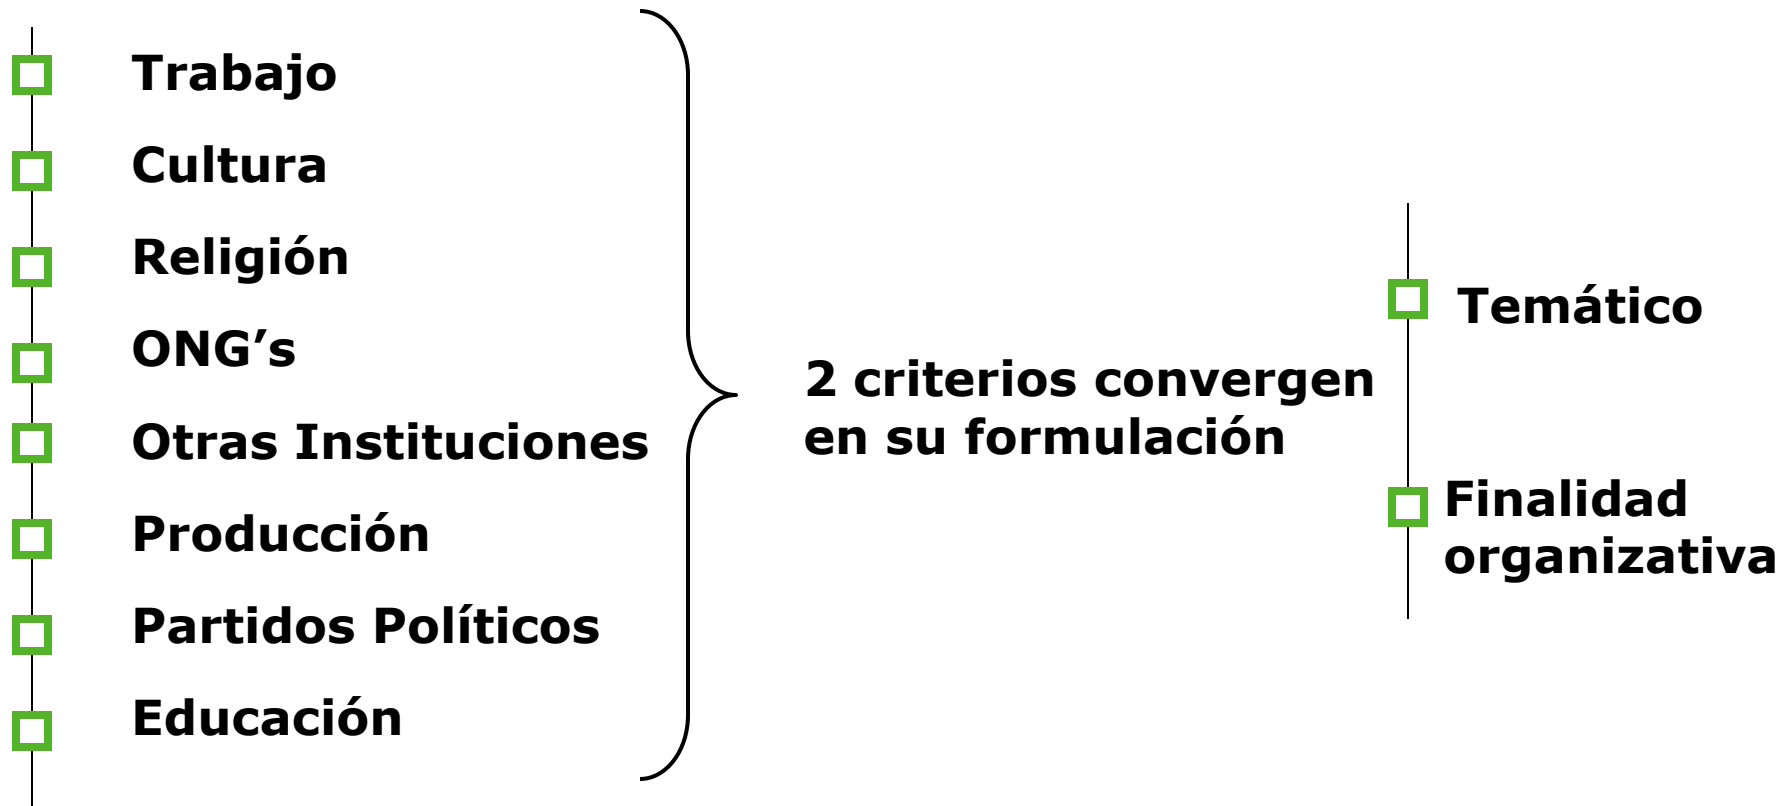 Trabajo
Cultura
Religión
ONG’s
Otras Instituciones
Producción
Partidos Políticos
Educación
2 criterios convergen
en su formulación
Temático
Finalidad
organizativa